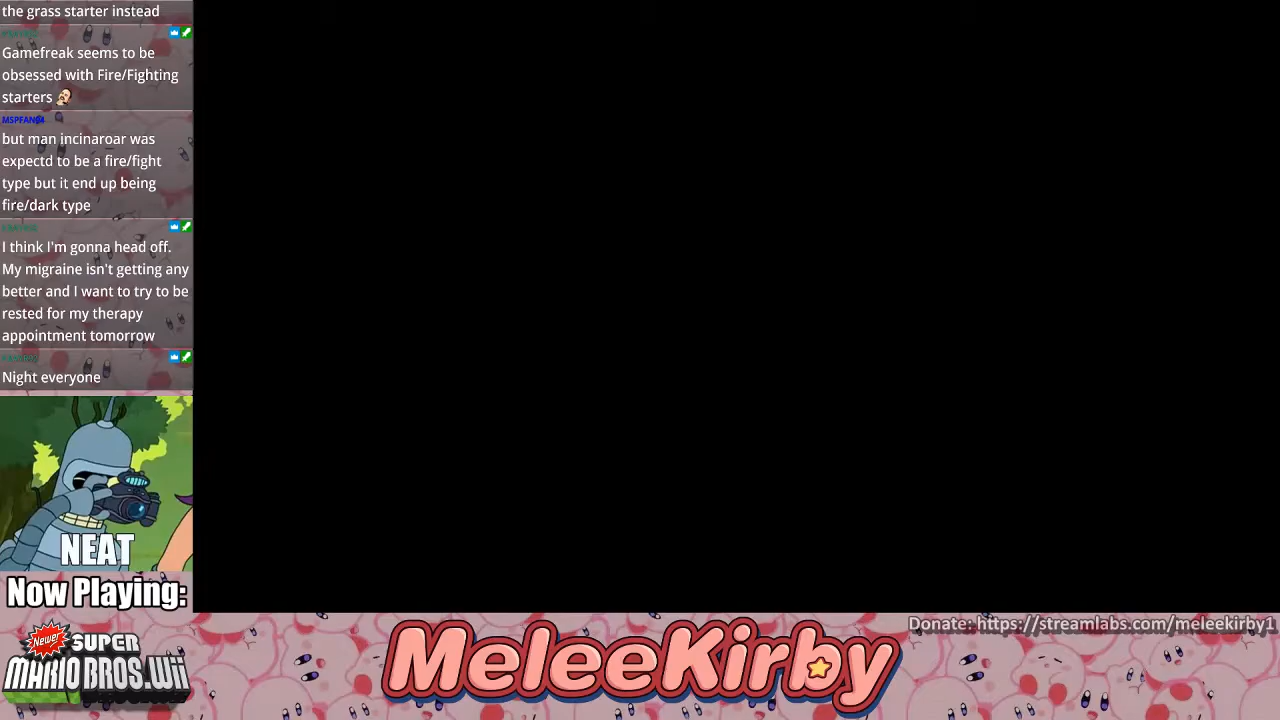 the grass starter instead
Gamefreak seems to be
obsessed with Fire/Fighting
starters
MSPFAN
but man incinaroar was
expectd to be a fire/fight
type but it end up being
fire/dark type
I think I'm gonna head off.
My migraine isn't getting any
better and I want to try to be
rested for my therapy
appointment tomorrow
Night everyone
NEAT
Now Playing:
Newer SUPER
MARIO BROS. Wii
MeleeKirby
Donate: https://streamlabs.com/meleekirby1